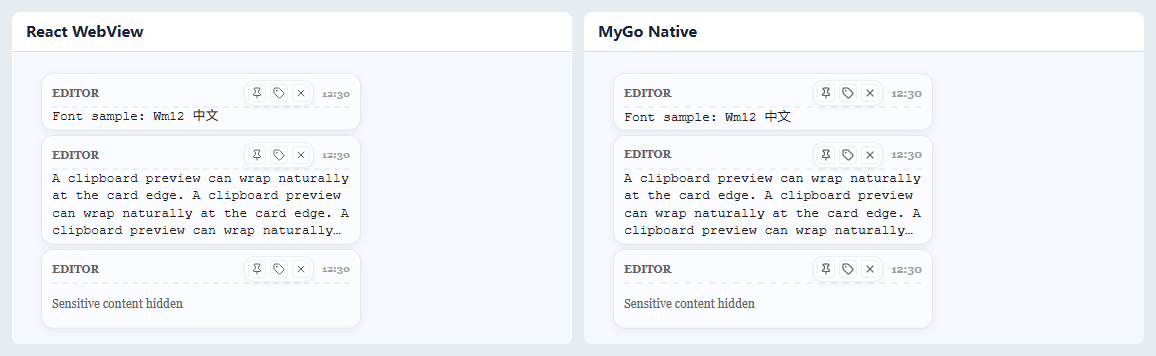 React WebView
EDITOR 12:30
Font sample: Wm12 中文
EDITOR 12:30
A clipboard preview can wrap naturally
at the card edge. A clipboard preview
can wrap naturally at the card edge. A
clipboard preview can wrap naturally…
EDITOR 12:30
Sensitive content hidden
MyGo Native
EDITOR 12:30
Font sample: Wm12 中文
EDITOR 12:30
A clipboard preview can wrap naturally
at the card edge. A clipboard preview
can wrap naturally at the card edge. A
clipboard preview can wrap naturally…
EDITOR 12:30
Sensitive content hidden